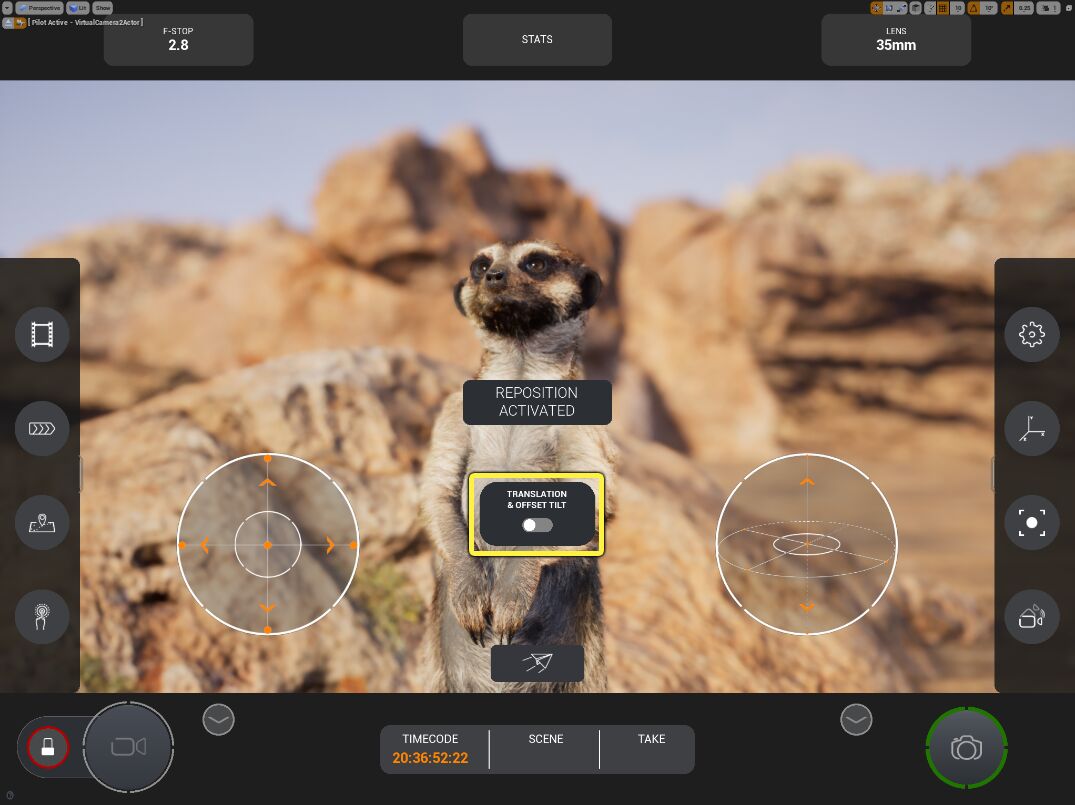 Perspective
Lit
Show
10
10°
0.25
1
[ Pilot Active - VirtualCamera2Actor ]
F-STOP
2.8
STATS
LENS
35mm
REPOSITION
ACTIVATED
TRANSLATION
& OFFSET TILT
TIMECODE
20:36:52:22
SCENE
TAKE